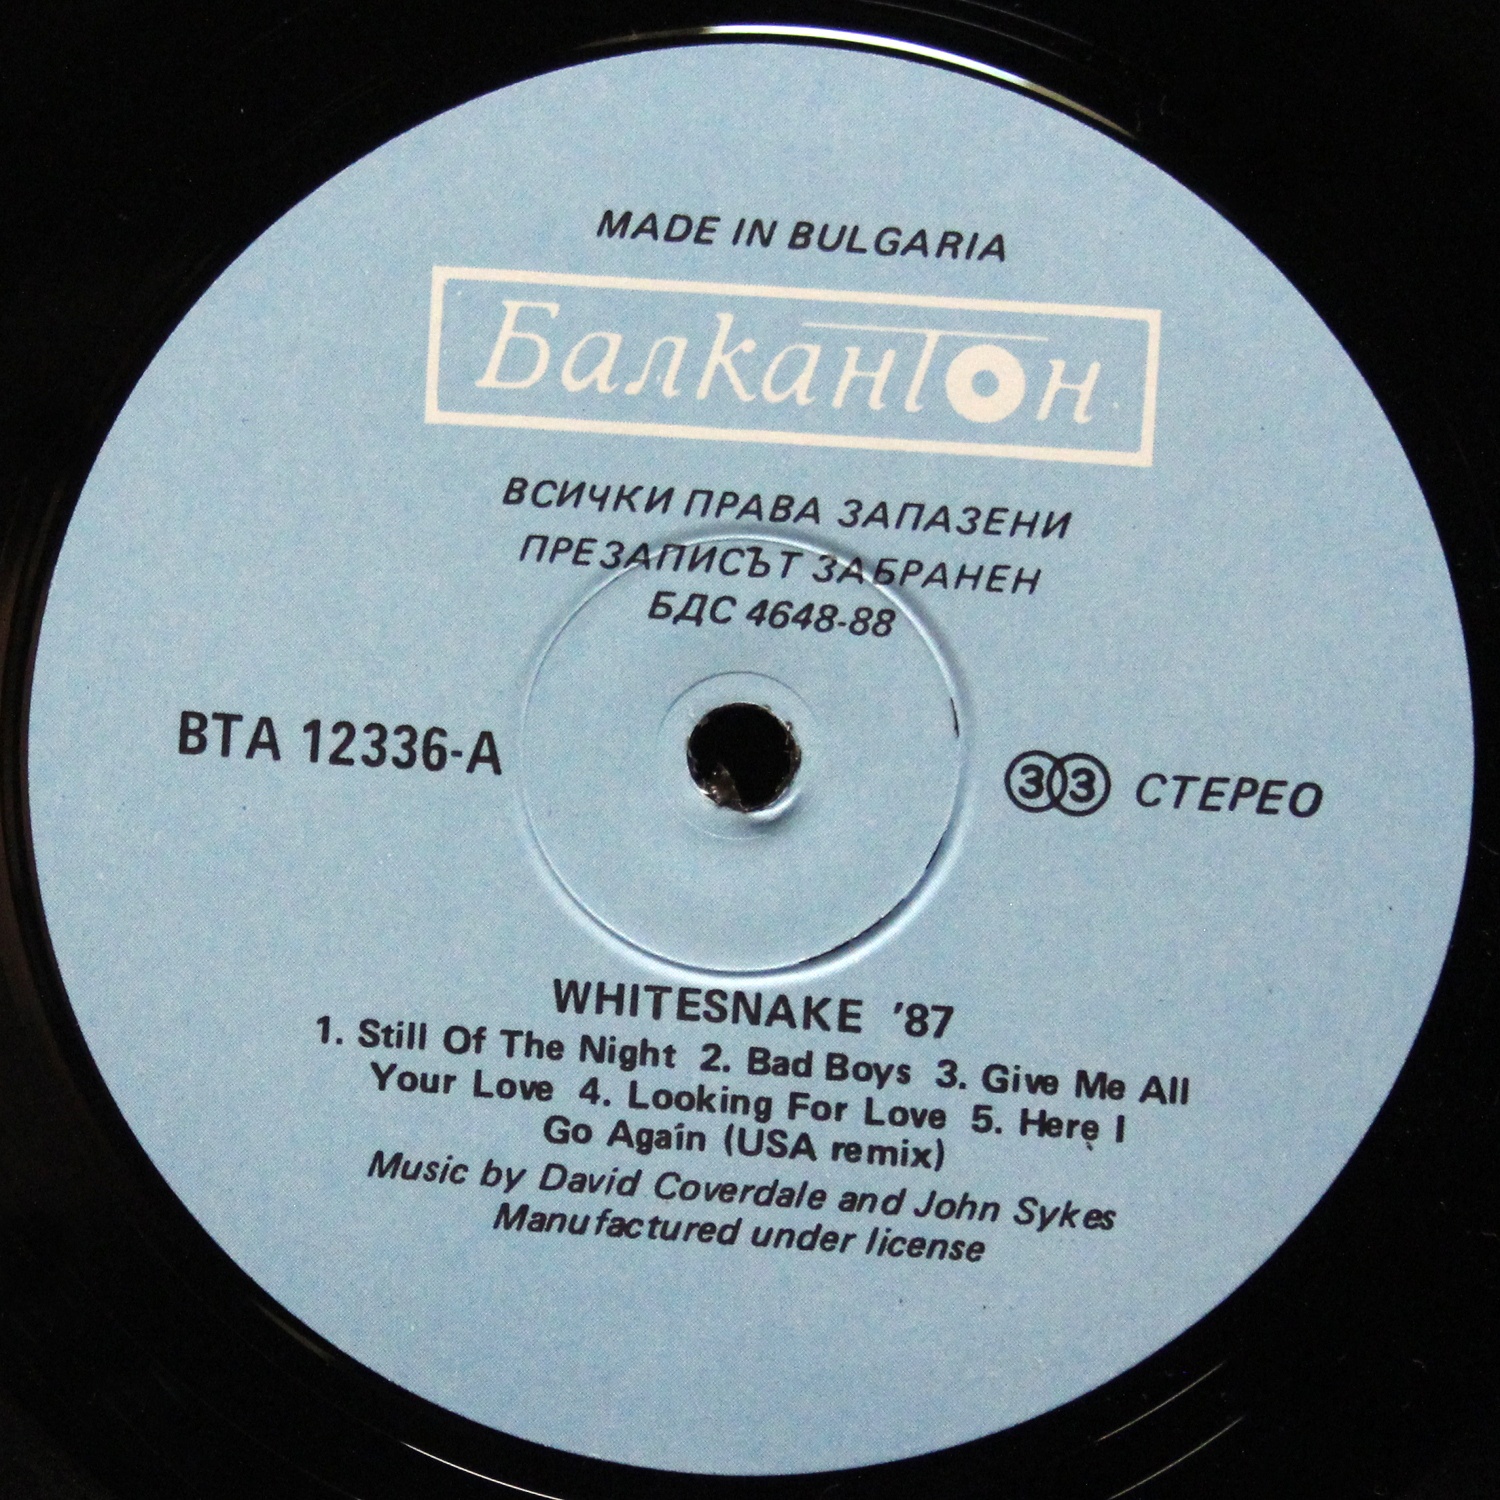 MADE IN BULGARIA
Балкантон
ВСИЧКИ ПРАВА ЗАПАЗЕНИ
ПРЕЗАПИСЪТ ЗАБРАНЕН
БДС 4648-88
ВТА 12336-А
33 СТЕРЕО
WHITESNAKE '87
1. Still Of The Night 2. Bad Boys 3. Give Me All
Your Love 4. Looking For Love 5. Here I
Go Again (USA remix)
Music by David Coverdale and John Sykes
Manufactured under license